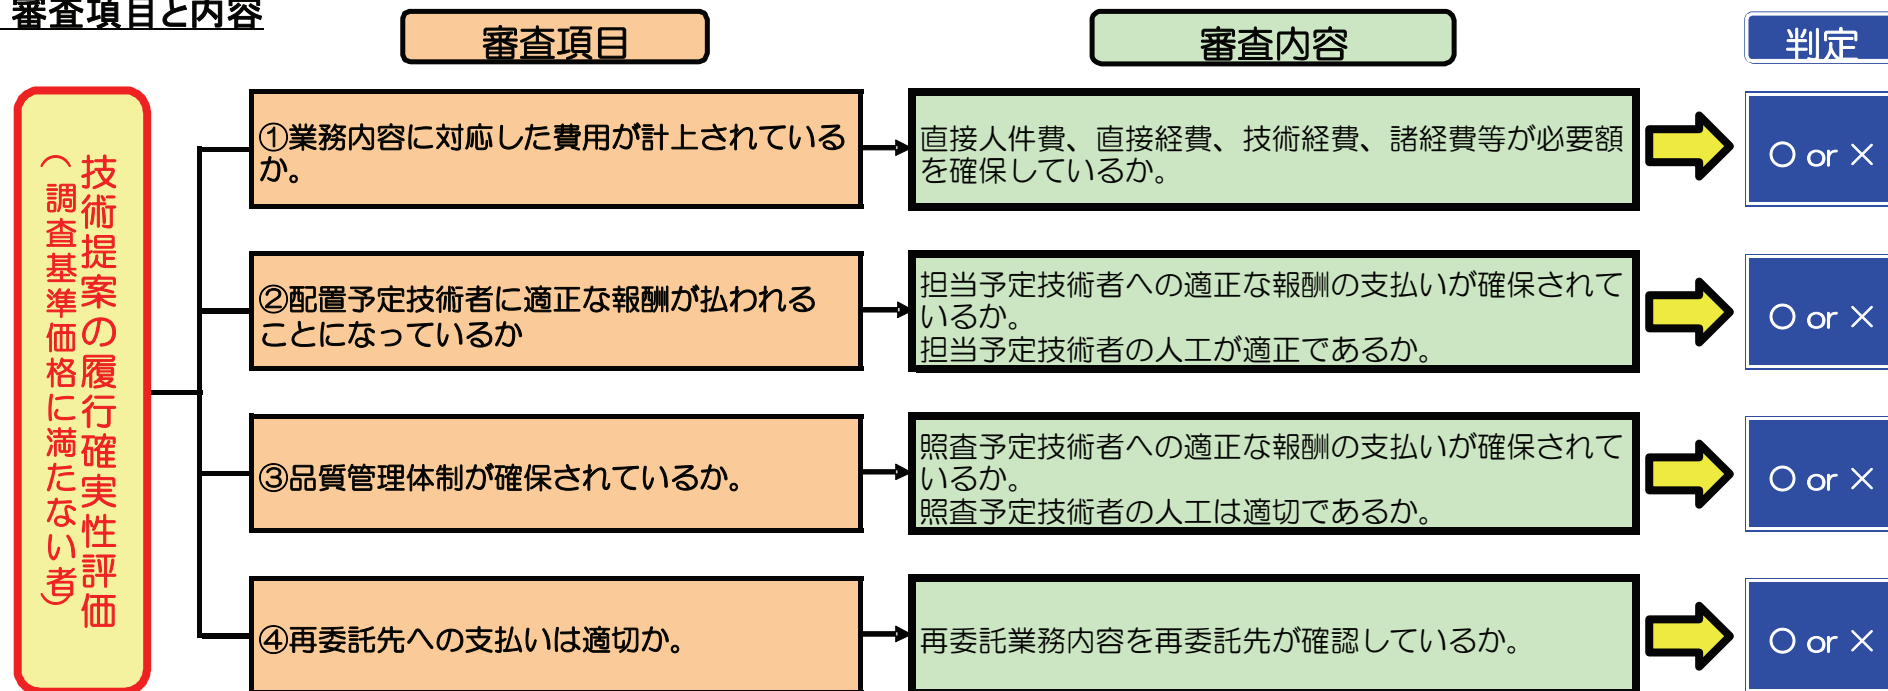 審査項目と内容
審査項目
審査内容
判定
技術提案の履行確実性評価
（調査基準価格に満たない者）
①業務内容に対応した費用が計上されている
か。
直接人件費、直接経費、技術経費、諸経費等が必要額
を確保しているか。
○ or ×
②配置予定技術者に適正な報酬が払われる
ことになっているか
担当予定技術者への適正な報酬の支払いが確保されて
いるか。
担当予定技術者の人工が適正であるか。
○ or ×
③品質管理体制が確保されているか。
照査予定技術者への適正な報酬の支払いが確保されて
いるか。
照査予定技術者の人工は適切であるか。
○ or ×
④再委託先への支払いは適切か。
再委託業務内容を再委託先が確認しているか。
○ or ×